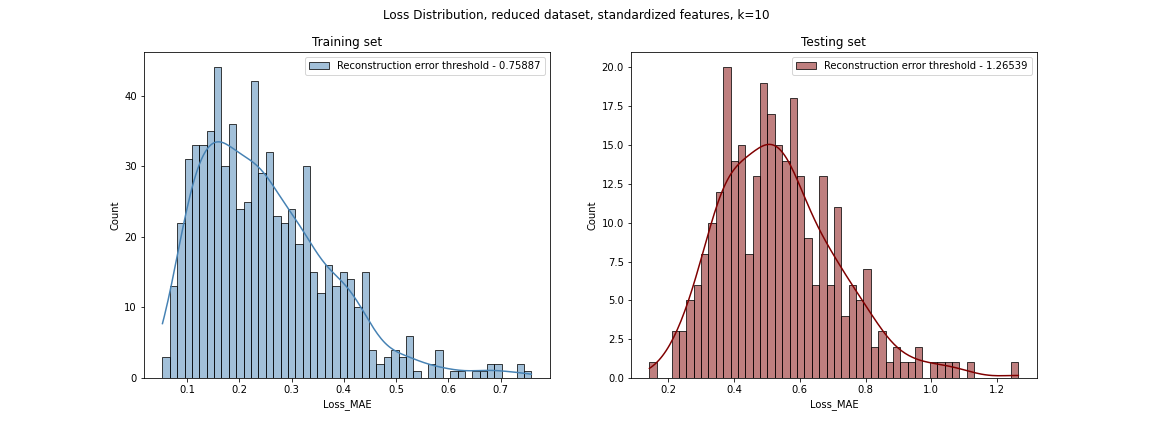 Loss Distribution, reduced dataset, standardized features, k=10
Training set
Reconstruction error threshold - 0.75887
40
30
20
10
0
Count
0.1 0.2 0.3 0.4 0.5 0.6 0.7
Loss_MAE
Testing set
Reconstruction error threshold - 1.26539
20.0
17.5
15.0
12.5
10.0
7.5
5.0
2.5
0.0
Count
0.2 0.4 0.6 0.8 1.0 1.2
Loss_MAE